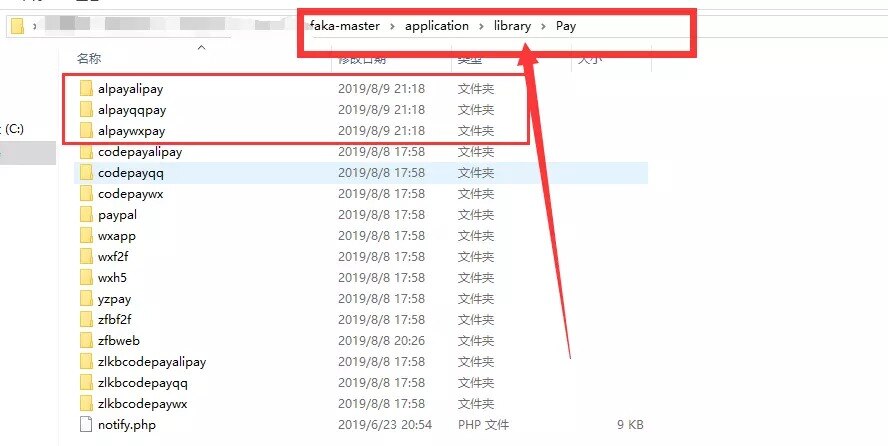 faka-master > application > library > Pay
名称 修改日期 类型 大小
alpayalipay 2019/8/9 21:18 文件夹
alpayqqpay 2019/8/9 21:18 文件夹
alpaywxpay 2019/8/9 21:18 文件夹
(C:) codepayalipay 2019/8/8 17:58 文件夹
codepayqq 2019/8/8 17:58 文件夹
codepaywx 2019/8/8 17:58 文件夹
paypal 2019/8/8 17:58 文件夹
wxapp 2019/8/8 17:58 文件夹
wxf2f 2019/8/8 17:58 文件夹
wxh5 2019/8/8 17:58 文件夹
yzpay 2019/8/8 17:58 文件夹
zfbf2f 2019/8/8 17:58 文件夹
zfbweb 2019/8/8 20:26 文件夹
zlkbcodepayalipay 2019/8/8 17:58 文件夹
zlkbcodepayqq 2019/8/8 17:58 文件夹
zlkbcodepaywx 2019/8/8 17:58 文件夹
notify.php 2019/6/23 20:54 PHP 文件 9 KB